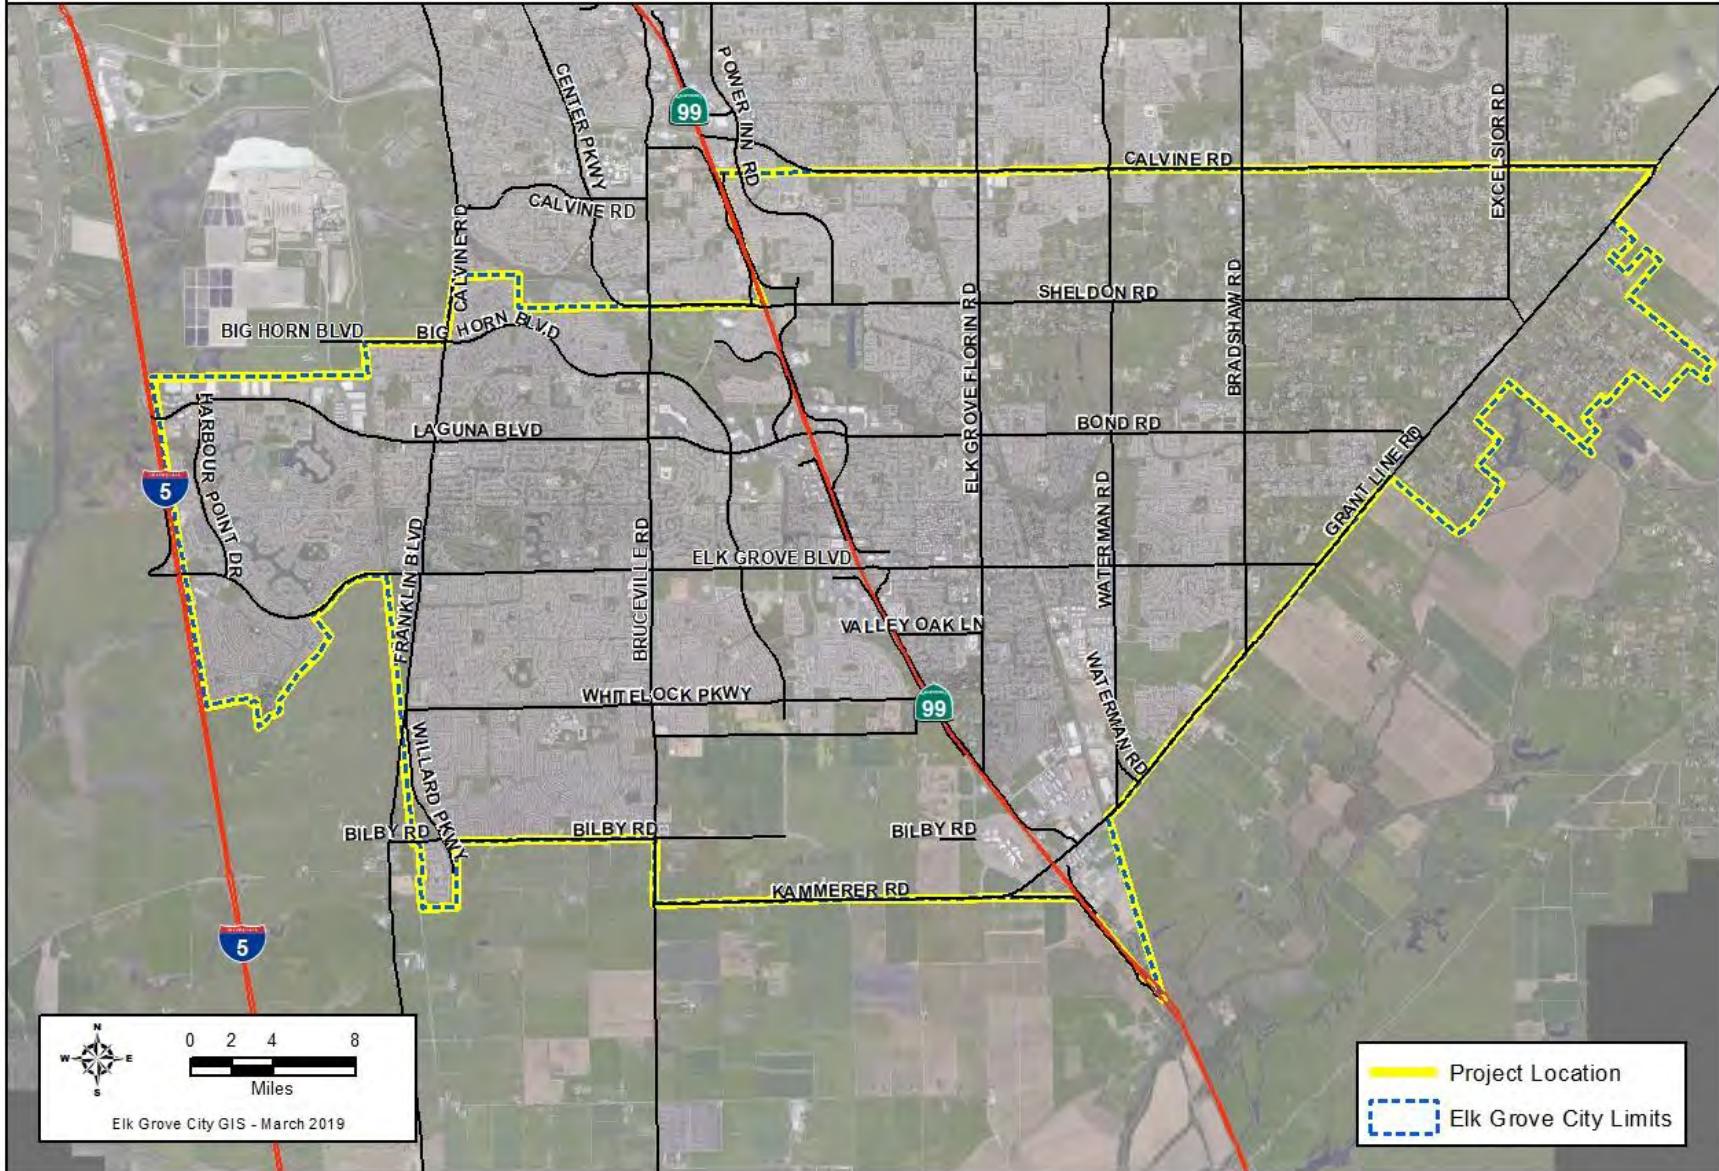 POWER INN RD
CENTER PKWY
99
EXCELSIOR RD
CALVINE RD
CALVINE RD
CALVINE RD
ELK GROVE FLORIN RD
SHELDON RD
BRADSHAW RD
BIG HORN BLVD
BIG HORN BLVD
HARBOUR POINT DR
LAGUNA BLVD
BOND RD
GRANT LINE RD
5
WATERMAN RD
FRANKLIN BLVD
BRUCEVILLE RD
ELK GROVE BLVD
VALLEY OAK LN
WATERMAN RD
WHITELOCK PKWY
99
WILLARD PKWY
BILBY RD
BILBY RD
BILBY RD
KAMMERER RD
5
N
W
E
S
0 2 4 8
Miles
Elk Grove City GIS - March 2019
Project Location
Elk Grove City Limits